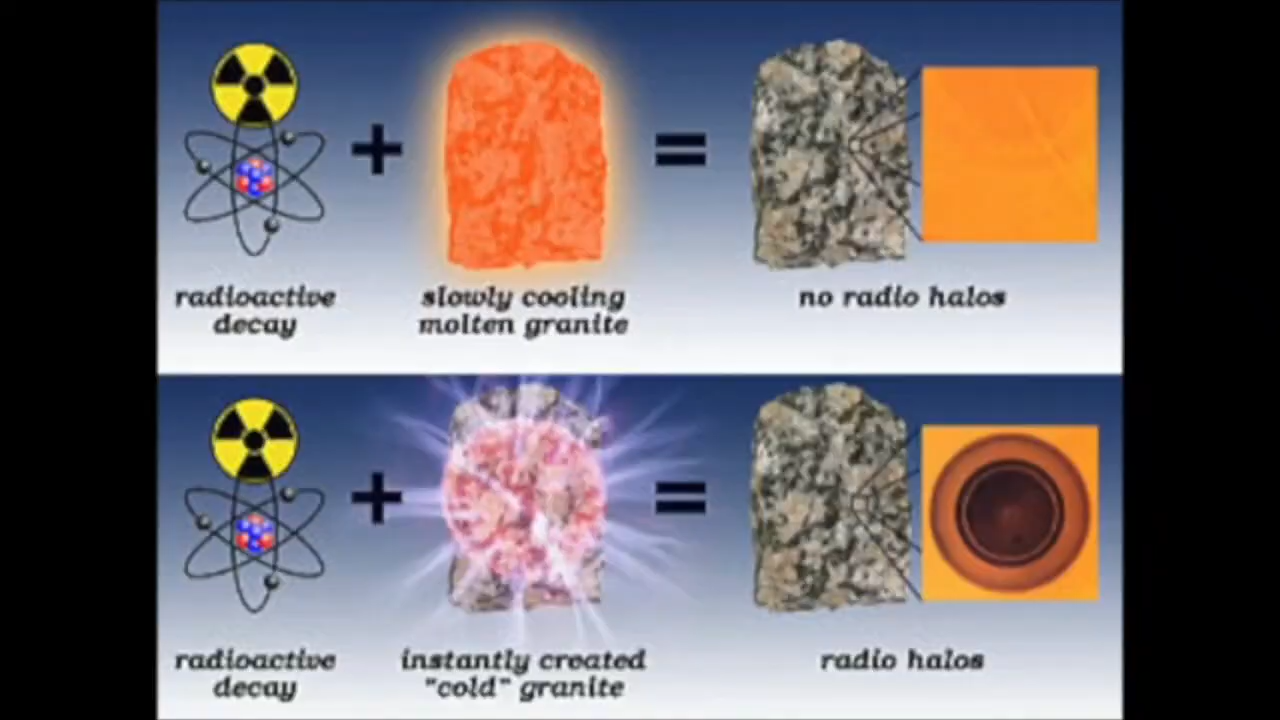 radioactive
decay
+
slowly cooling
molten granite
=
no radio halos
radioactive
decay
+
instantly created
"cold" granite
=
radio halos